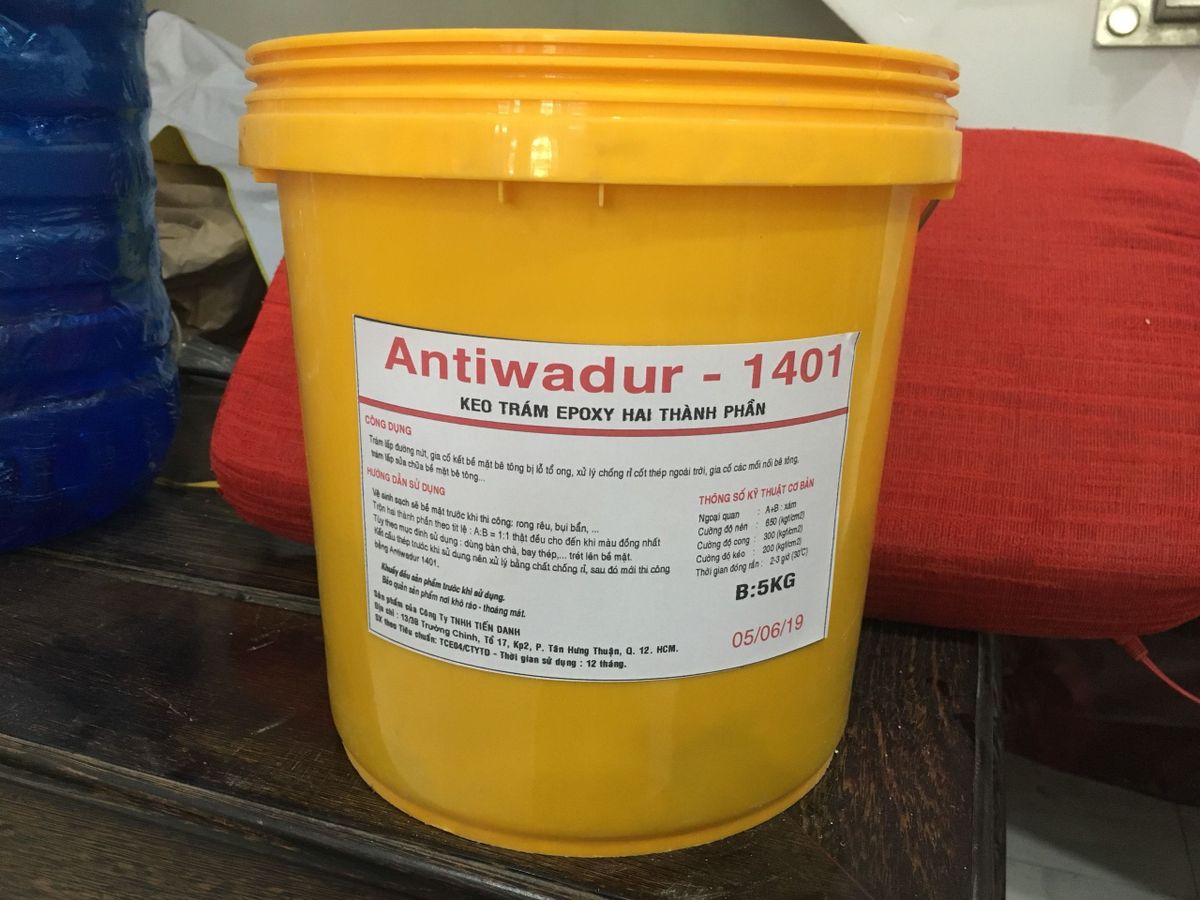 Antiwadur - 1401
KEO TRÁM EPOXY HAI THÀNH PHẦN
CÔNG DỤNG
Trám lấp đường nứt, gia cố kết bề mặt bê tông bị lỗ tổ ong, xử lý chống rỉ cốt thép ngoài trời, gia cố các mối nối bê tông,
trám lấp sửa chữa bề mặt bê tông...
HƯỚNG DẪN SỬ DỤNG
Vệ sinh sạch sẽ bề mặt trước khi thi công: rong rêu, bụi bẩn, ...
Trộn hai thành phần theo tit lệ : A:B = 1:1 thật đều cho đến khi màu đồng nhất
Tùy theo mục đính sử dụng : dùng bàn chà, bay thép,... trét lên bề mặt.
Kết cấu thép trước khi sử dụng nên xử lý bằng chất chống rỉ, sau đó mới thi công
bằng Antiwadur 1401.
THÔNG SỐ KỸ THUẬT CƠ BẢN
Ngoại quan : A+B : xám
Cường độ nén : 650 (kgf/cm2)
Cường độ cong : 300 (kgf/cm2)
Cường độ kéo : 200 (kgf/cm2)
Thời gian đóng rắn : 2-3 giờ (30°C)
B:5KG
Khuấy đều sản phẩm trước khi sử dụng.
Bảo quản sản phẩm nơi khô ráo - thoáng mát.
Sản phẩm của Công Ty TNHH TIẾN DANH
Địa chỉ : 13/3B Trường Chinh, Tổ 17, Kp2, P. Tân Hưng Thuận, Q. 12. HCM.
SX theo Tiêu chuẩn: TCE04/CTYTD - Thời gian sử dụng : 12 tháng.
05/06/19